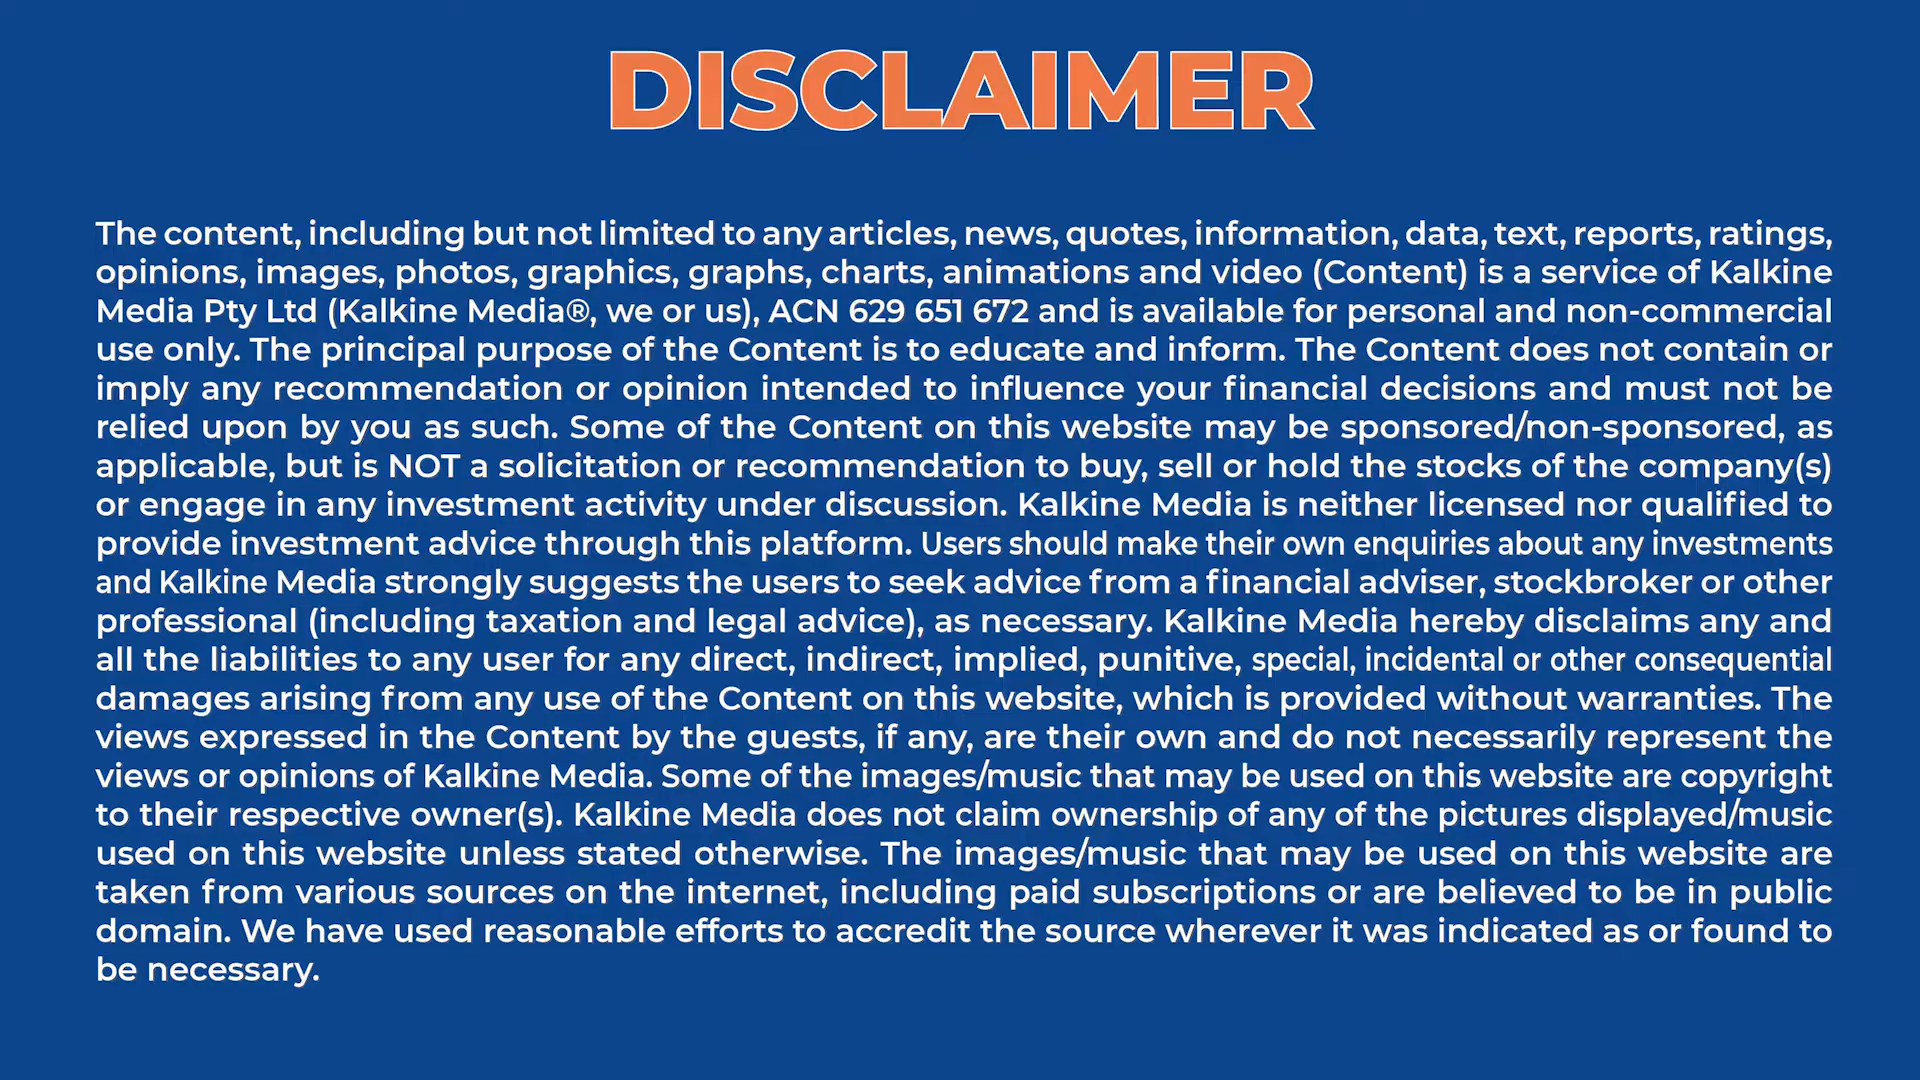 DISCLAIMER
The content, including but not limited to any articles, news, quotes, information, data, text, reports, ratings,
opinions, images, photos, graphics, graphs, charts, animations and video (Content) is a service of Kalkine
Media Pty Ltd (Kalkine Media®, we or us), ACN 629 651 672 and is available for personal and non-commercial
use only. The principal purpose of the Content is to educate and inform. The Content does not contain or
imply any recommendation or opinion intended to influence your financial decisions and must not be
relied upon by you as such. Some of the Content on this website may be sponsored/non-sponsored, as
applicable, but is NOT a solicitation or recommendation to buy, sell or hold the stocks of the company(s)
or engage in any investment activity under discussion. Kalkine Media is neither licensed nor qualified to
provide investment advice through this platform. Users should make their own enquiries about any investments
and Kalkine Media strongly suggests the users to seek advice from a financial adviser, stockbroker or other
professional (including taxation and legal advice), as necessary. Kalkine Media hereby disclaims any and
all the liabilities to any user for any direct, indirect, implied, punitive, special, incidental or other consequential
damages arising from any use of the Content on this website, which is provided without warranties. The
views expressed in the Content by the guests, if any, are their own and do not necessarily represent the
views or opinions of Kalkine Media. Some of the images/music that may be used on this website are copyright
to their respective owner(s). Kalkine Media does not claim ownership of any of the pictures displayed/music
used on this website unless stated otherwise. The images/music that may be used on this website are
taken from various sources on the internet, including paid subscriptions or are believed to be in public
domain. We have used reasonable efforts to accredit the source wherever it was indicated as or found to
be necessary.